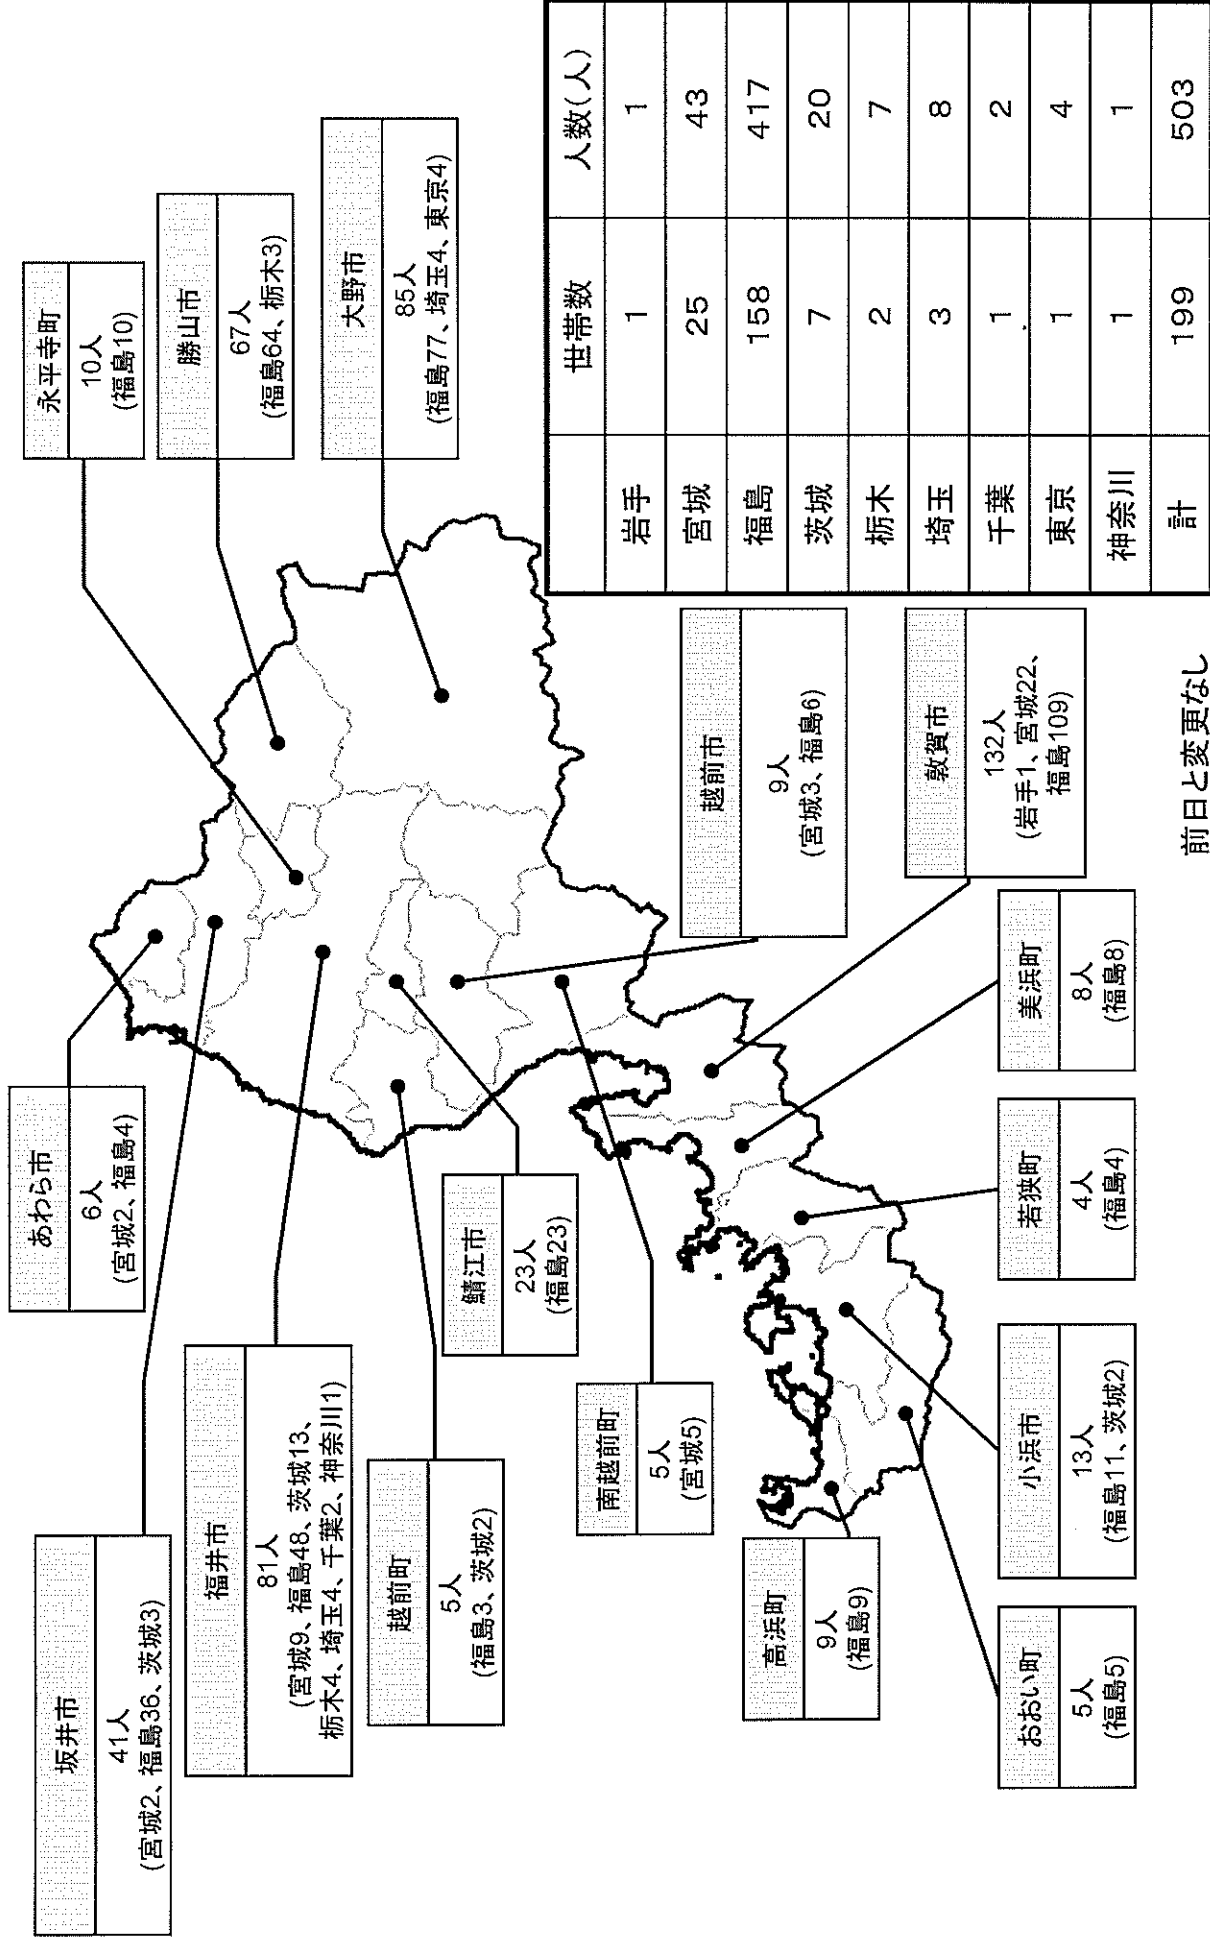 永平寺町
10人
(福島10)
勝山市
67人
(福島64、栃木3)
大野市
85人
(福島77、埼玉4、東京4)
あわら市
6人
(宮城2、福島4)
坂井市
41人
(宮城2、福島36、茨城3)
福井市
81人
(宮城9、福島48、茨城13、
栃木4、埼玉4、千葉2、神奈川1)
越前町
5人
(福島3、茨城2)
鯖江市
23人
(福島23)
南越前町
5人
(宮城5)
越前市
9人
(宮城3、福島6)
敦賀市
132人
(岩手1、宮城22、
福島109)
美浜町
8人
(福島8)
若狭町
4人
(福島4)
小浜市
13人
(福島11、茨城2)
高浜町
9人
(福島9)
おおい町
5人
(福島5)
世帯数 人数(人)
岩手 1 1
宮城 25 43
福島 158 417
茨城 7 20
栃木 2 7
埼玉 3 8
千葉 1 2
東京 1 4
神奈川 1 1
計 199 503
前日と変更なし